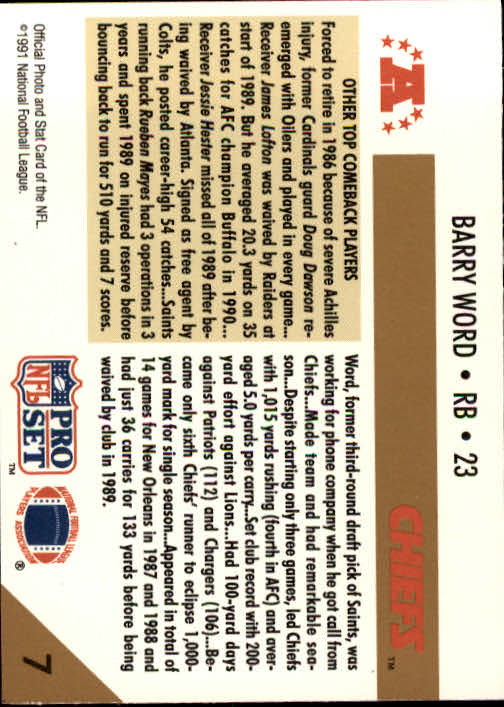 A
BARRY WORD • RB • 23
CHIEFS
™
OTHER TOP COMEBACK PLAYERS
Forced to retire in 1986 because of severe Achilles
injury, former Cardinals guard Doug Dawson re-
emerged with Oilers and played in every game...
Receiver James Lofton was waived by Raiders at
start of 1989. But he averaged 20.3 yards on 35
catches for AFC champion Buffalo in 1990...
Receiver Jessie Hester missed all of 1989 after be-
ing waived by Atlanta. Signed as free agent by
Colts, he posted career-high 54 catches...Saints
running back Rueben Mayes had 3 operations in 3
years and spent 1989 on injured reserve before
bouncing back to run for 510 yards and 7 scores.
Word, former third-round draft pick of Saints, was
working for phone company when he got call from
Chiefs...Made team and had remarkable sea-
son...Despite starting only three games, led Chiefs
with 1,015 yards rushing (fourth in AFC) and aver-
aged 5.0 yards per carry...Set club record with 200-
yard effort against Lions...Had 100-yard days
against Patriots (112) and Chargers (106)...Be-
came only sixth Chiefs' runner to eclipse 1,000-
yard mark for single season...Appeared in total of
14 games for New Orleans in 1987 and 1988 and
had just 36 carries for 133 yards before being
waived by club in 1989.
Official Photo and Stat Card of the NFL.
©1991 National Football League.
NFL
PRO
SET
™
NATIONAL FOOTBALL LEAGUE
PLAYERS ASSOCIATION
®
7